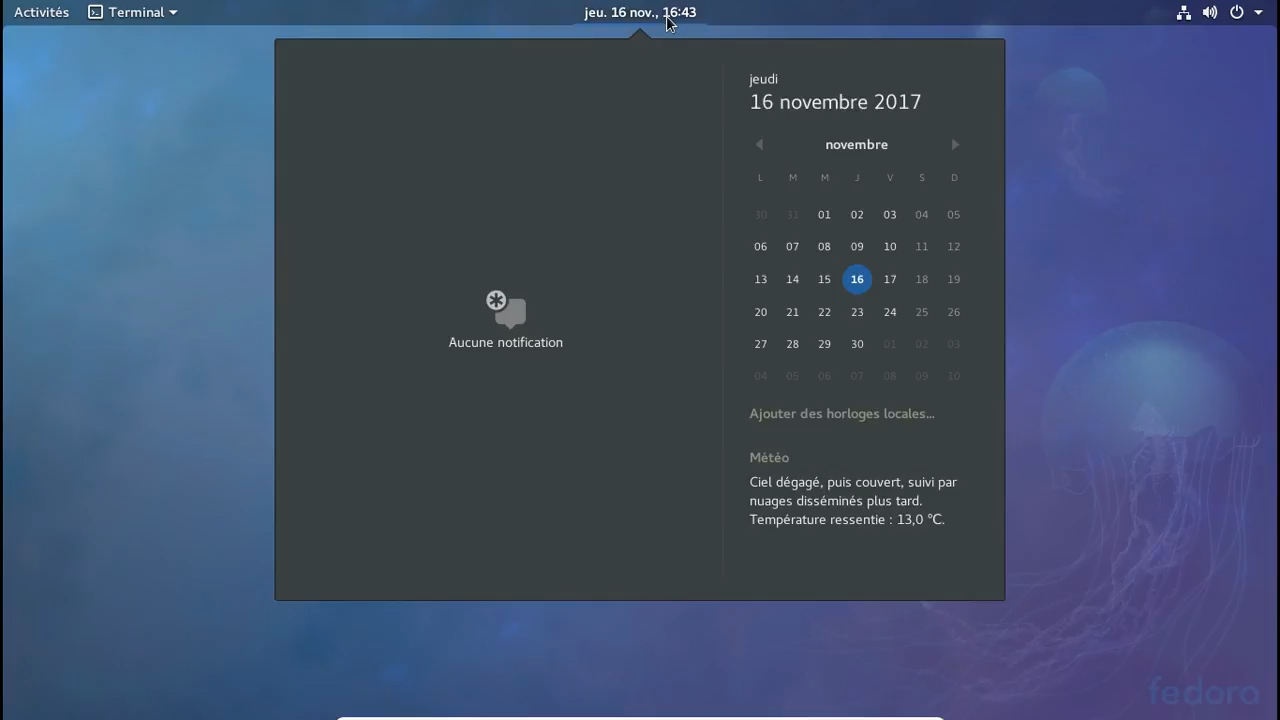 Activités Terminal jeu. 16 nov., 16:43
Aucune notification
jeudi
16 novembre 2017
novembre
L M M J V S D
30 31 01 02 03 04 05
06 07 08 09 10 11 12
13 14 15 16 17 18 19
20 21 22 23 24 25 26
27 28 29 30 01 02 03
04 05 06 07 08 09 10
Ajouter des horloges locales…
Météo
Ciel dégagé, puis couvert, suivi par
nuages disséminés plus tard.
Température ressentie : 13,0 °C.
fedora